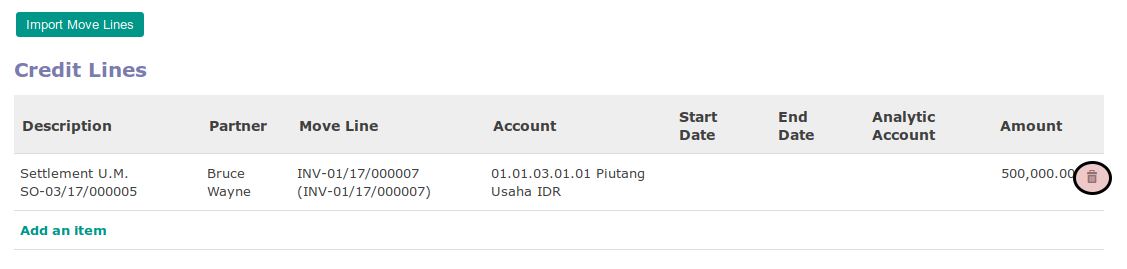 Import Move Lines
Credit Lines
Description Partner Move Line Account Start Date End Date Analytic Account Amount
Settlement U.M. Bruce INV-01/17/000007 01.01.03.01.01 Piutang 500,000.00
SO-03/17/000005 Wayne (INV-01/17/000007) Usaha IDR
Add an item